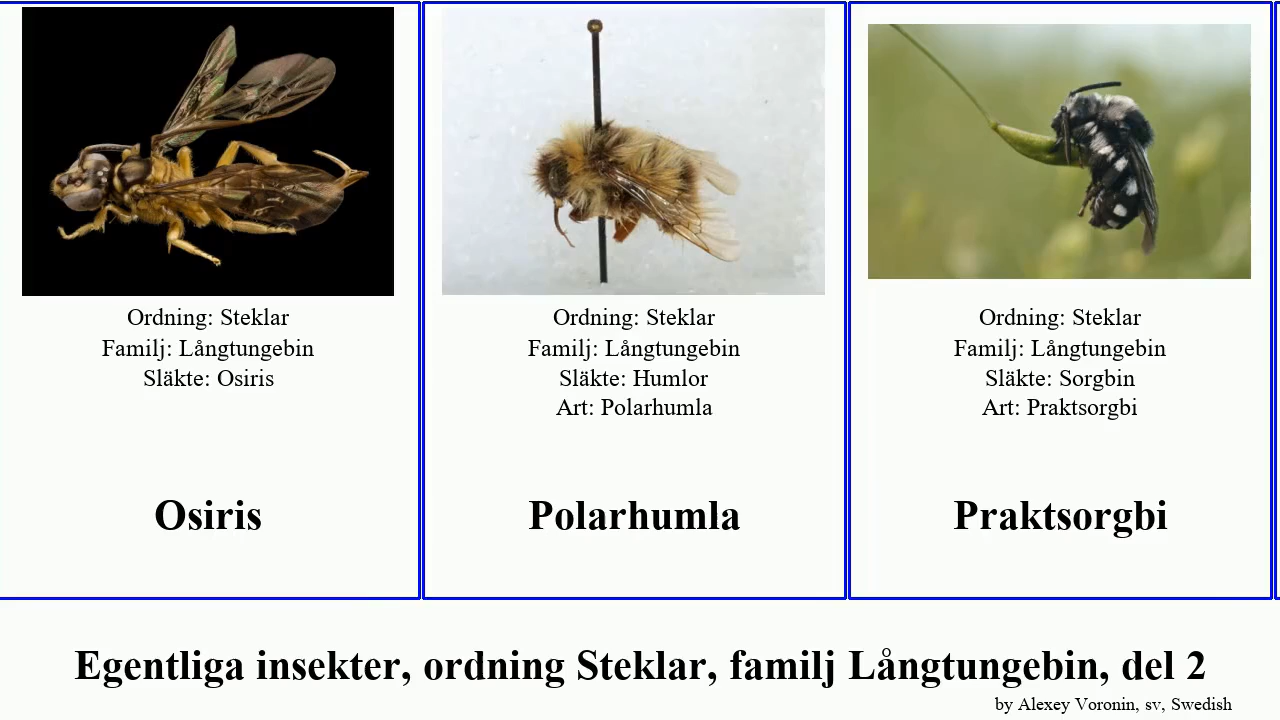 Ordning: Steklar
Familj: Långtungebin
Släkte: Osiris
Osiris
Ordning: Steklar
Familj: Långtungebin
Släkte: Humlor
Art: Polarhumla
Polarhumla
Ordning: Steklar
Familj: Långtungebin
Släkte: Sorgbin
Art: Praktsorgbi
Praktsorgbi
Egentliga insekter, ordning Steklar, familj Långtungebin, del 2
by Alexey Voronin, sv, Swedish